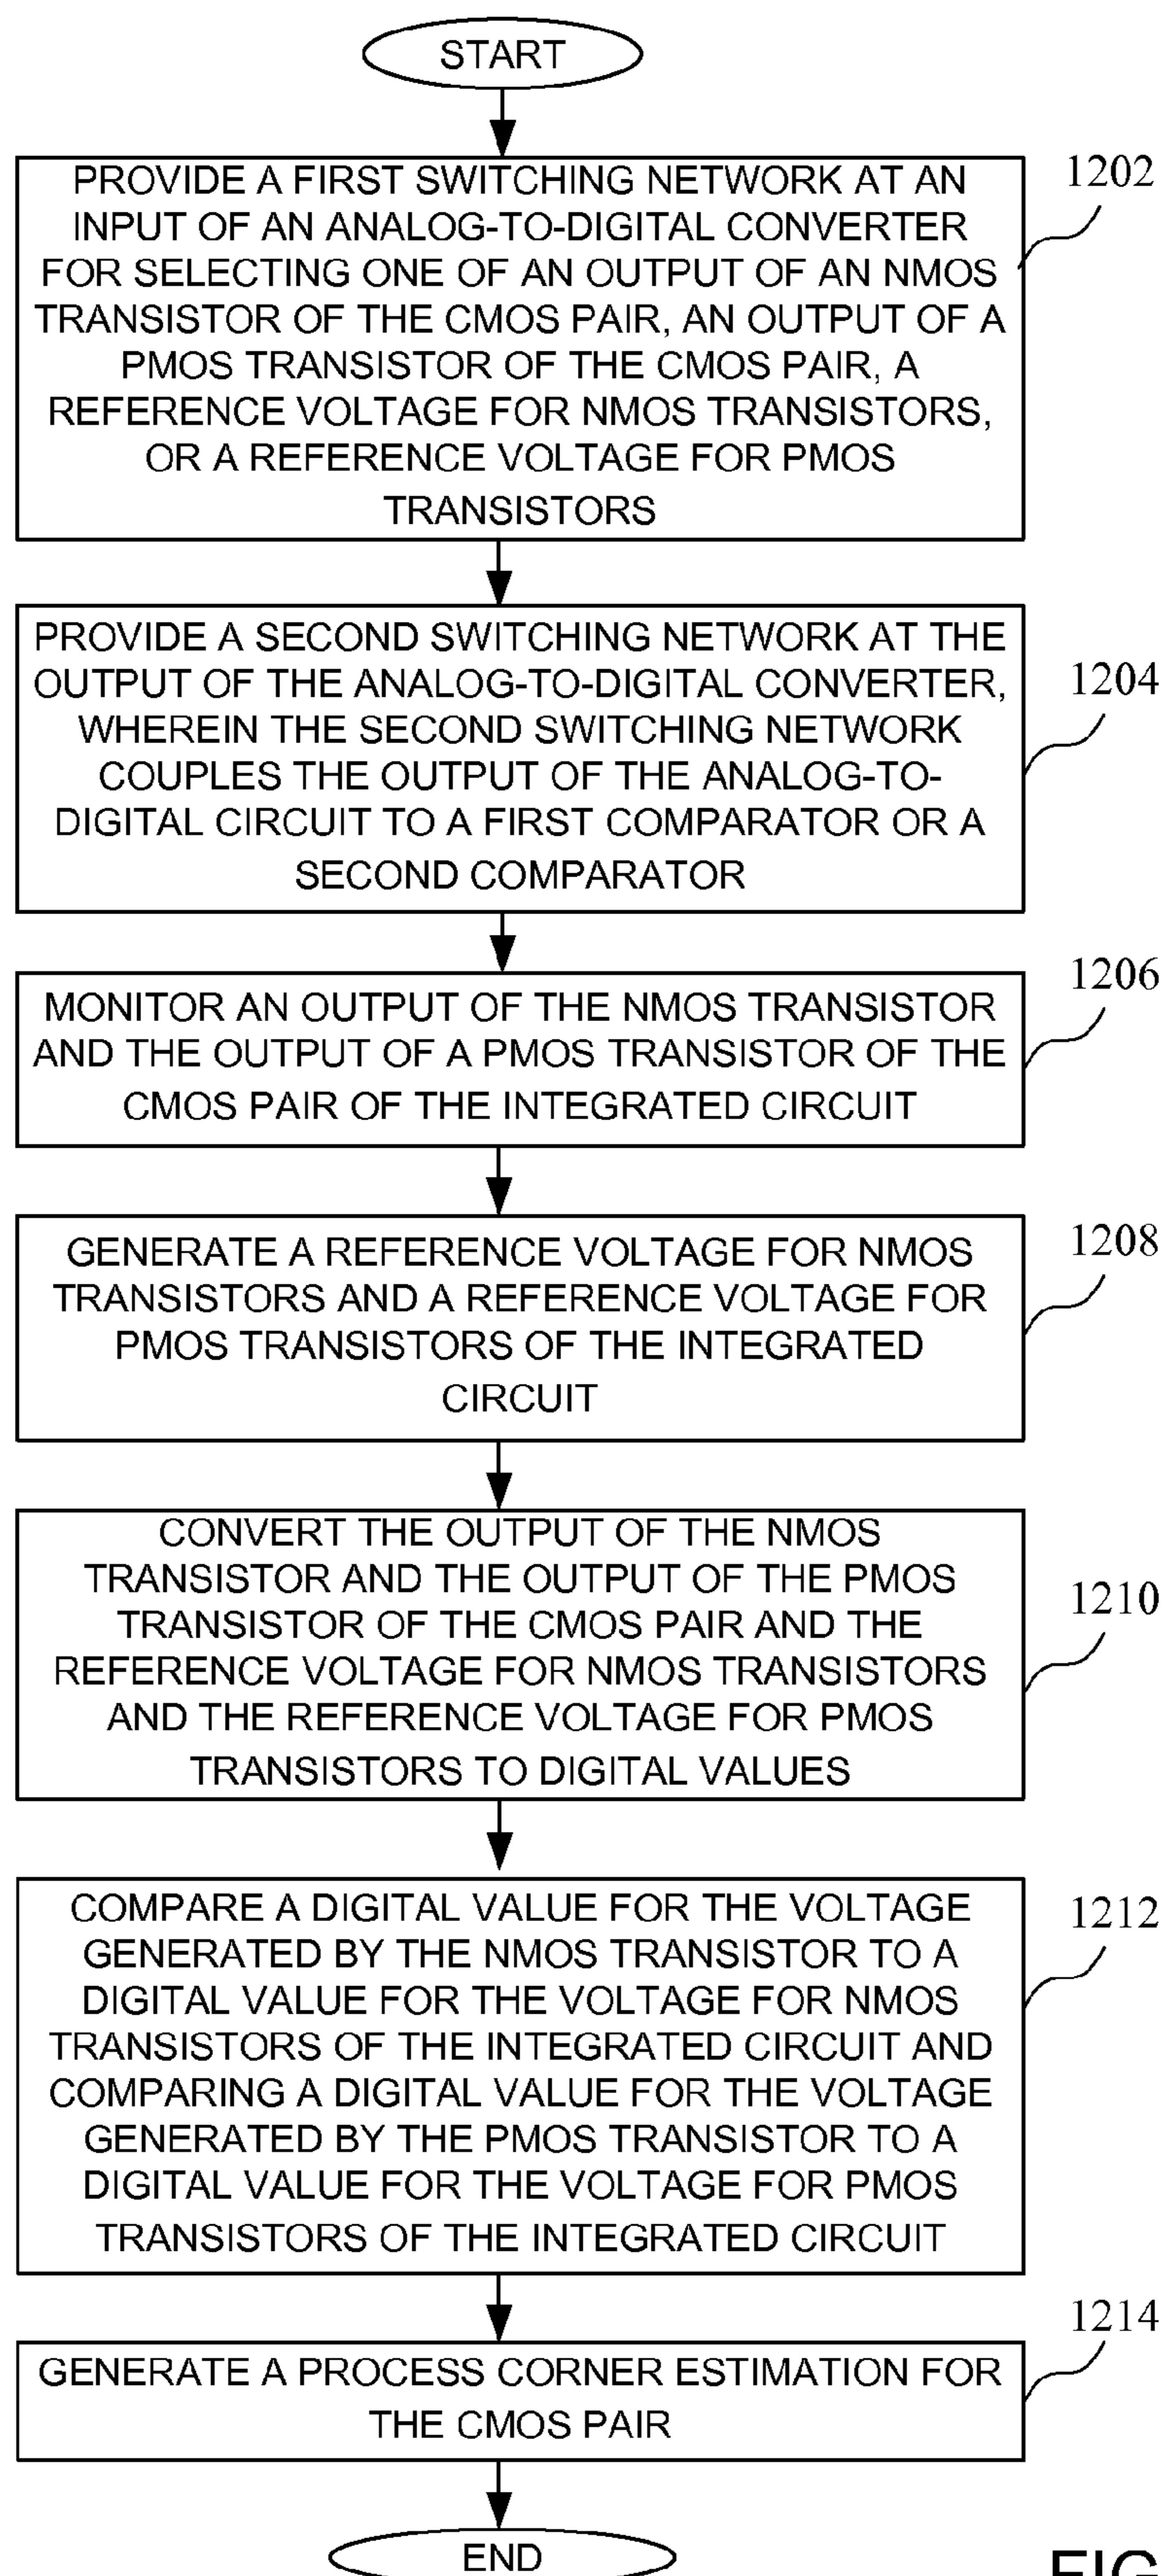 START
PROVIDE A FIRST SWITCHING NETWORK AT AN
INPUT OF AN ANALOG-TO-DIGITAL CONVERTER
FOR SELECTING ONE OF AN OUTPUT OF AN NMOS
TRANSISTOR OF THE CMOS PAIR, AN OUTPUT OF A
PMOS TRANSISTOR OF THE CMOS PAIR, A
REFERENCE VOLTAGE FOR NMOS TRANSISTORS,
OR A REFERENCE VOLTAGE FOR PMOS
TRANSISTORS
1202
PROVIDE A SECOND SWITCHING NETWORK AT THE
OUTPUT OF THE ANALOG-TO-DIGITAL CONVERTER,
WHEREIN THE SECOND SWITCHING NETWORK
COUPLES THE OUTPUT OF THE ANALOG-TO-
DIGITAL CIRCUIT TO A FIRST COMPARATOR OR A
SECOND COMPARATOR
1204
MONITOR AN OUTPUT OF THE NMOS TRANSISTOR
AND THE OUTPUT OF A PMOS TRANSISTOR OF THE
CMOS PAIR OF THE INTEGRATED CIRCUIT
1206
GENERATE A REFERENCE VOLTAGE FOR NMOS
TRANSISTORS AND A REFERENCE VOLTAGE FOR
PMOS TRANSISTORS OF THE INTEGRATED
CIRCUIT
1208
CONVERT THE OUTPUT OF THE NMOS
TRANSISTOR AND THE OUTPUT OF THE PMOS
TRANSISTOR OF THE CMOS PAIR AND THE
REFERENCE VOLTAGE FOR NMOS TRANSISTORS
AND THE REFERENCE VOLTAGE FOR PMOS
TRANSISTORS TO DIGITAL VALUES
1210
COMPARE A DIGITAL VALUE FOR THE VOLTAGE
GENERATED BY THE NMOS TRANSISTOR TO A
DIGITAL VALUE FOR THE VOLTAGE FOR NMOS
TRANSISTORS OF THE INTEGRATED CIRCUIT AND
COMPARING A DIGITAL VALUE FOR THE VOLTAGE
GENERATED BY THE PMOS TRANSISTOR TO A
DIGITAL VALUE FOR THE VOLTAGE FOR PMOS
TRANSISTORS OF THE INTEGRATED CIRCUIT
1212
GENERATE A PROCESS CORNER ESTIMATION FOR
THE CMOS PAIR
1214
END